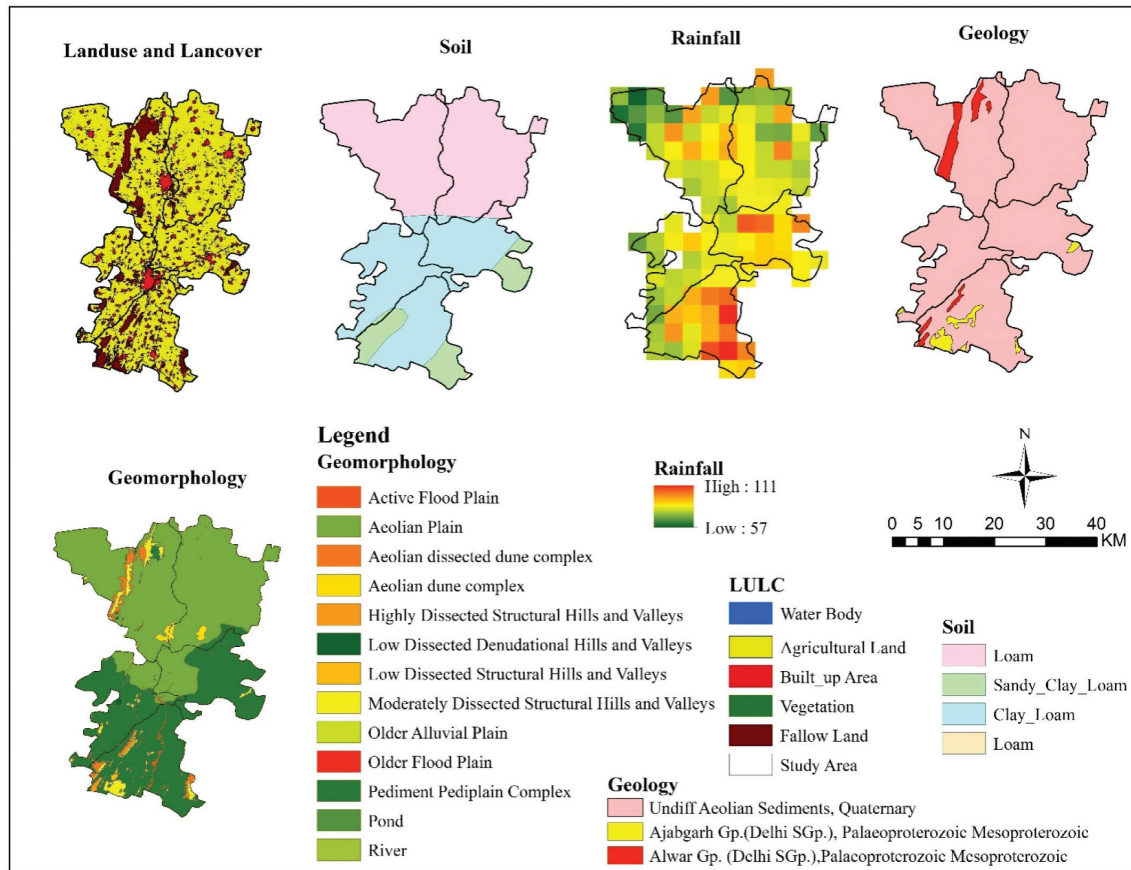 Landuse and Lancover
Soil
Rainfall
Geology
Geomorphology
Legend
Geomorphology
Active Flood Plain
Aeolian Plain
Aeolian dissected dune complex
Aeolian dune complex
Highly Dissected Structural Hills and Valleys
Low Dissected Denudational Hills and Valleys
Low Dissected Structural Hills and Valleys
Moderately Dissected Structural Hills and Valleys
Older Alluvial Plain
Older Flood Plain
Pediment Pediplain Complex
Pond
River
Rainfall
High : 111
Low : 57
N
0 5 10 20 30 40
KM
LULC
Water Body
Agricultural Land
Built_up Area
Vegetation
Fallow Land
Study Area
Soil
Loam
Sandy_Clay_Loam
Clay_Loam
Loam
Geology
Undiff Aeolian Sediments, Quaternary
Ajabgarh Gp.(Delhi SGp.), Palaeoproterozoic Mesoproterozoic
Alwar Gp. (Delhi SGp.),Palaeoproterozoic Mesoproterozoic